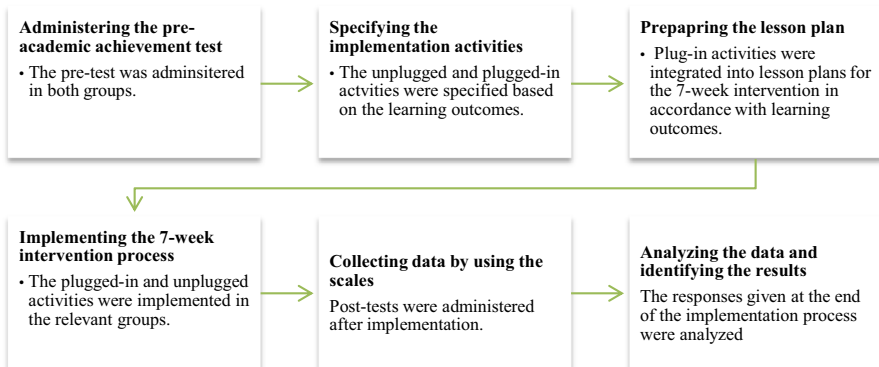 Administering the pre-
academic achievement test
• The pre-test was adminsitered
in both groups.
Specifying the
implementation activities
• The unplugged and plugged-in
actvities were specified based
on the learning outcomes.
Prepapring the lesson plan
• Plug-in activities were
integrated into lesson plans for
the 7-week intervention in
accordance with learning
outcomes.
Implementing the 7-week
intervention process
• The plugged-in and unplugged
activities were implemented in
the relevant groups.
Collecting data by using the
scales
Post-tests were administered
after implementation.
Analyzing the data and
identifying the results
The responses given at the end
of the implementation process
were analyzed